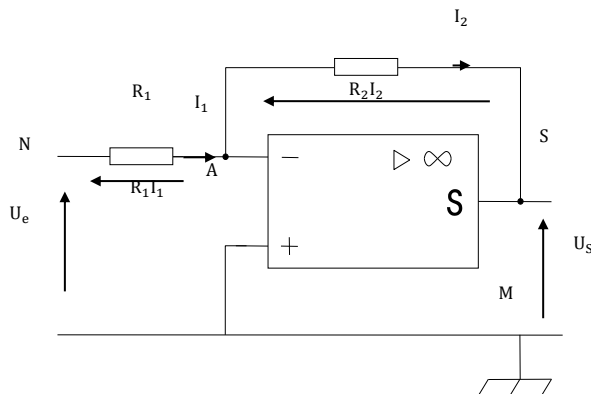 I₂
R₁
I₁
R₂I₂
N
S
A
− ▷ ∞
R₁I₁
S
Uₑ
+
Uₛ
M